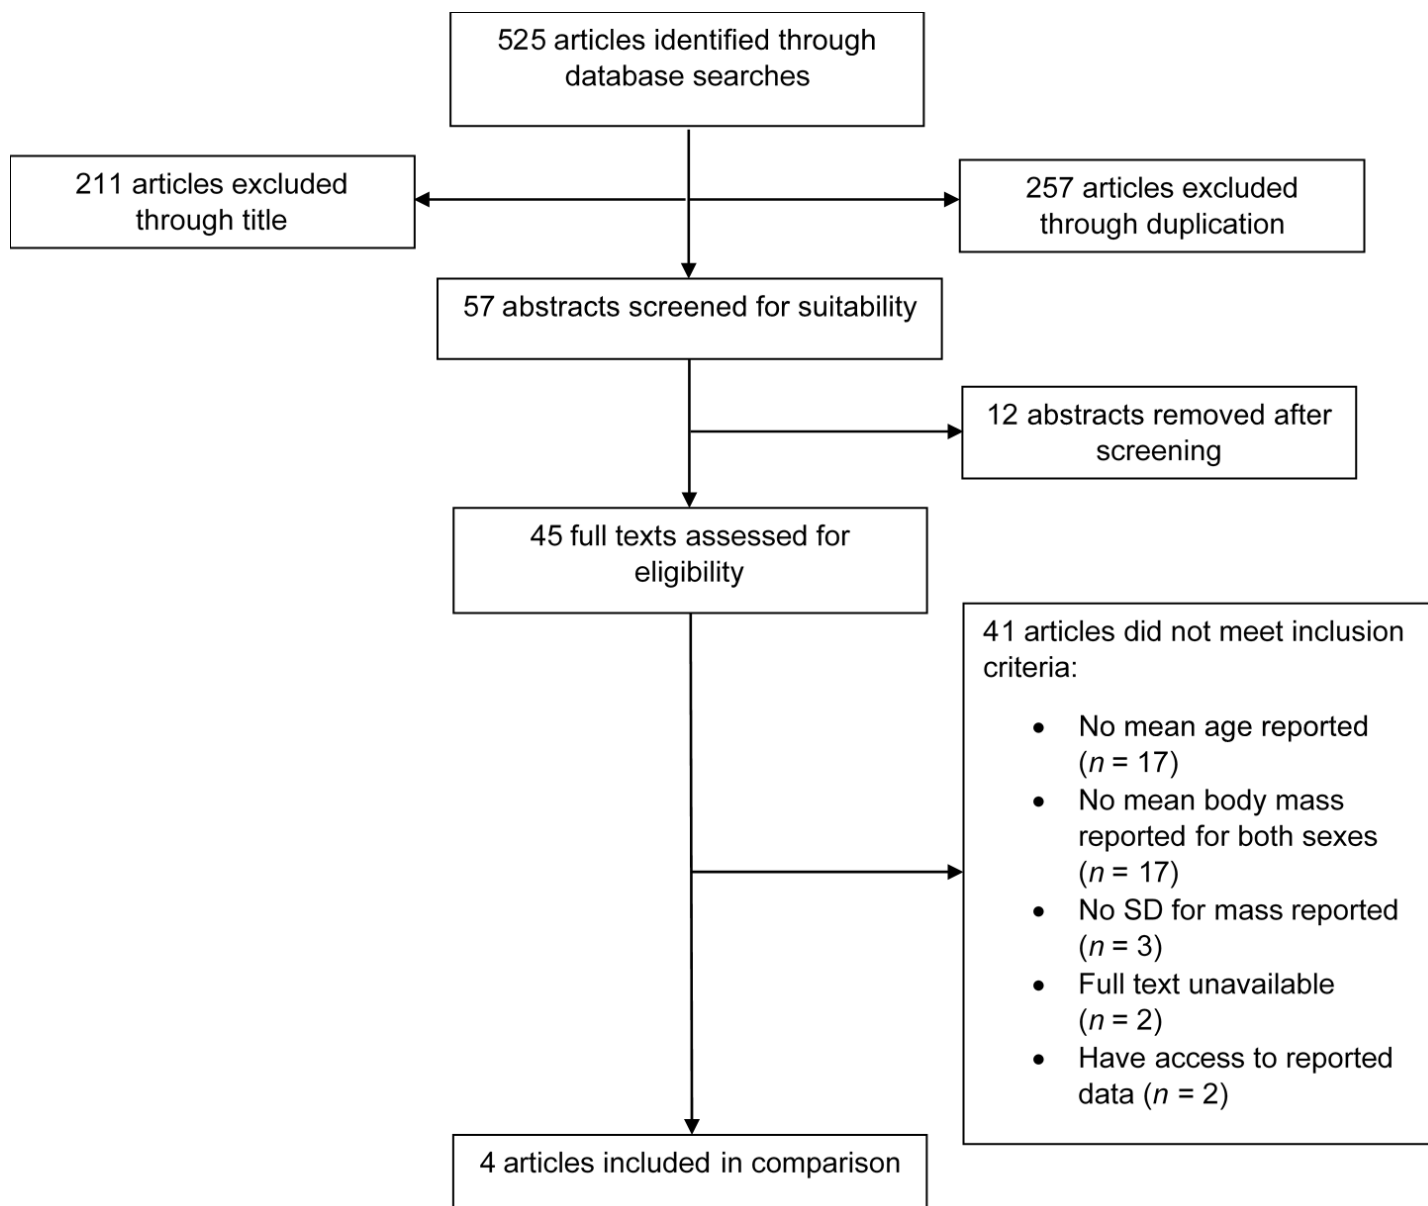 525 articles identified through
database searches
211 articles excluded
through title
257 articles excluded
through duplication
57 abstracts screened for suitability
12 abstracts removed after
screening
45 full texts assessed for
eligibility
41 articles did not meet inclusion
criteria:
• No mean age reported
(n = 17)
• No mean body mass
reported for both sexes
(n = 17)
• No SD for mass reported
(n = 3)
• Full text unavailable
(n = 2)
• Have access to reported
data (n = 2)
4 articles included in comparison